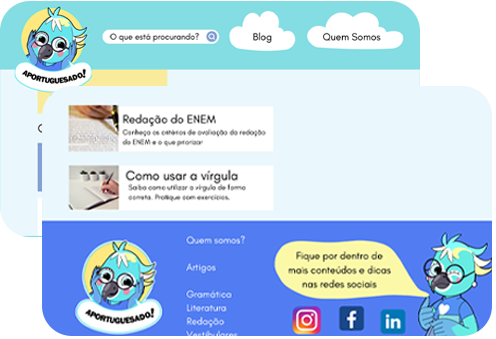 O que está procurando?
Blog
Quem Somos
APORTUGUESADO!
Redação do ENEM
Conheça os critérios de avaliação da redação
do ENEM e o que priorizar
Como usar a vírgula
Saiba como utilizar a vírgula de forma
correta. Pratique com exercícios.
Quem somos?
Artigos
Gramática
Literatura
Redação
Vestibulares
APORTUGUESADO!
Fique por dentro de
mais conteúdos e dicas
nas redes sociais
f
in